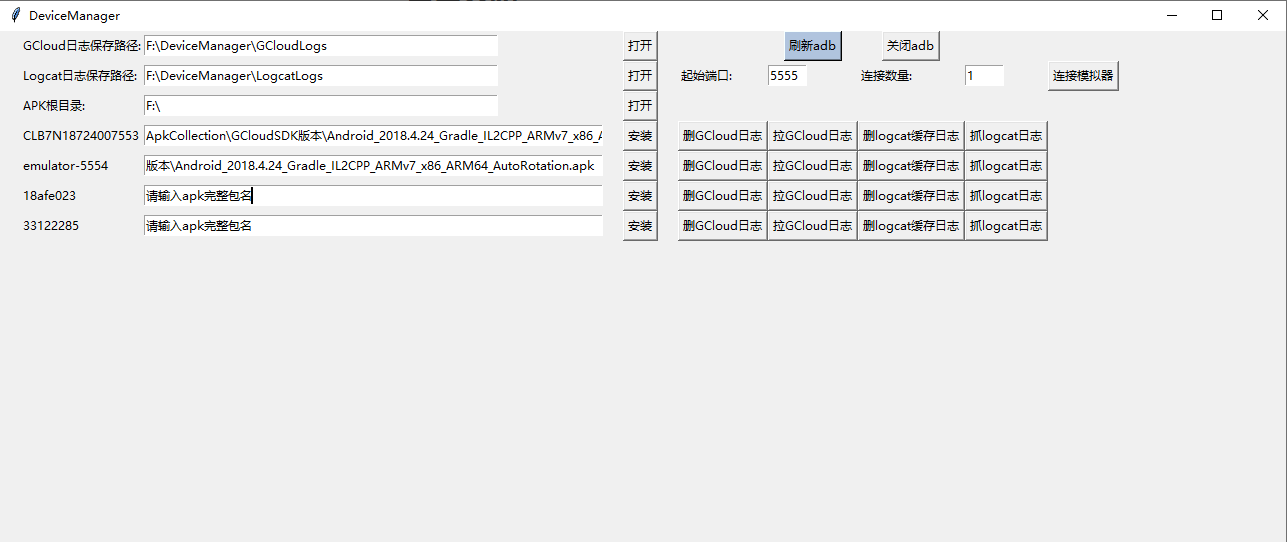 DeviceManager
GCloud日志保存路径: F:\DeviceManager\GCloudLogs 打开 刷新adb 关闭adb
Logcat日志保存路径: F:\DeviceManager\LogcatLogs 打开 起始端口: 5555 连接数量: 1 连接模拟器
APK根目录: F:\ 打开
CLB7N18724007553 ApkCollection\GCloudSDK版本\Android_2018.4.24_Gradle_IL2CPP_ARMv7_x86_A 安装 删GCloud日志 拉GCloud日志 删logcat缓存日志 抓logcat日志
emulator-5554 版本\Android_2018.4.24_Gradle_IL2CPP_ARMv7_x86_ARM64_AutoRotation.apk 安装 删GCloud日志 拉GCloud日志 删logcat缓存日志 抓logcat日志
18afe023 请输入apk完整包名 安装 删GCloud日志 拉GCloud日志 删logcat缓存日志 抓logcat日志
33122285 请输入apk完整包名 安装 删GCloud日志 拉GCloud日志 删logcat缓存日志 抓logcat日志